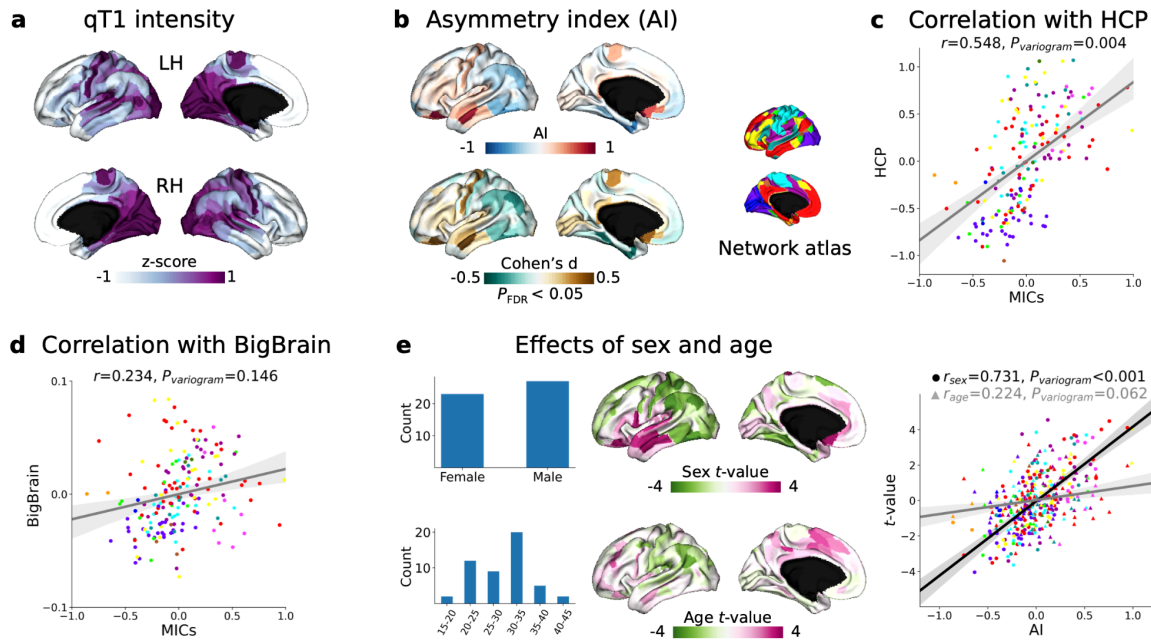 a qT1 intensity
LH
RH
z-score
-1 1
b Asymmetry index (AI)
AI
-1 1
Cohen's d
-0.5 0.5
P_FDR < 0.05
Network atlas
c Correlation with HCP
r=0.548, P_variogram=0.004
1.0
0.5
0.0
−0.5
−1.0
HCP
−1.0 −0.5 0.0 0.5 1.0
MICs
d Correlation with BigBrain
r=0.234, P_variogram=0.146
0.1
0.0
−0.1
BigBrain
−1.0 −0.5 0.0 0.5 1.0
MICs
e Effects of sex and age
Count
20
10
Female Male
Sex t-value
-4 4
Count
20
10
0
15-20 20-25 25-30 30-35 35-40 40-45
Age t-value
-4 4
r_sex=0.731, P_variogram<0.001
r_age=0.224, P_variogram=0.062
4
2
0
−2
−4
t-value
−1.0 −0.5 0.0 0.5 1.0
AI